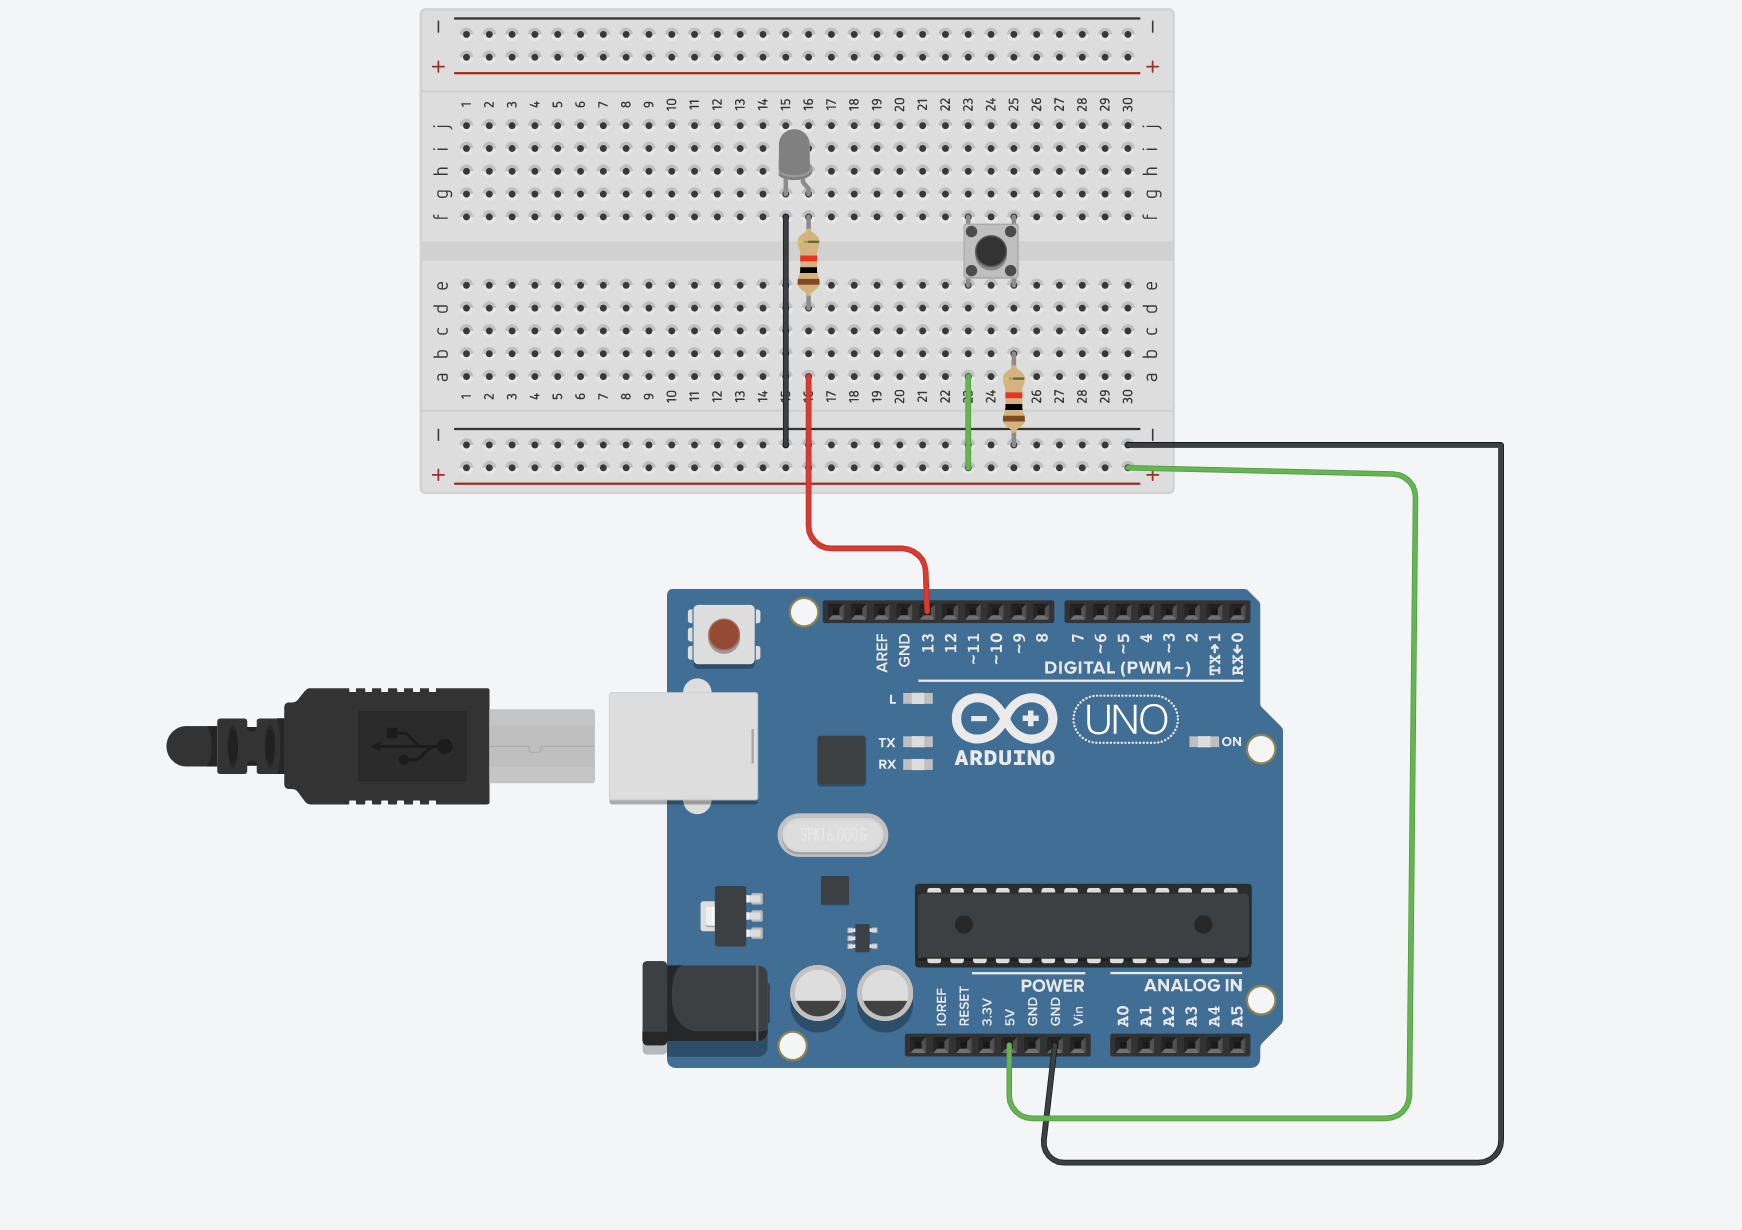 − −
+ +
1 2 3 4 5 6 7 8 9 10 11 12 13 14 15 16 17 18 19 20 21 22 23 24 25 26 27 28 29 30
j j
i i
h h
g g
f f
e e
d d
c c
b b
a a
1 2 3 4 5 6 7 8 9 10 11 12 13 14 15 16 17 18 19 20 21 22 23 24 25 26 27 28 29 30
− −
+ +
AREF GND 13 12 ~11 ~10 ~9 8 7 ~6 ~5 4 ~3 2 TX→1 RX←0
DIGITAL (PWM ~)
L
UNO
TX
ON
RX
ARDUINO
SPK16.000G
POWER ANALOG IN
IOREF RESET 3.3V 5V GND GND Vin A0 A1 A2 A3 A4 A5